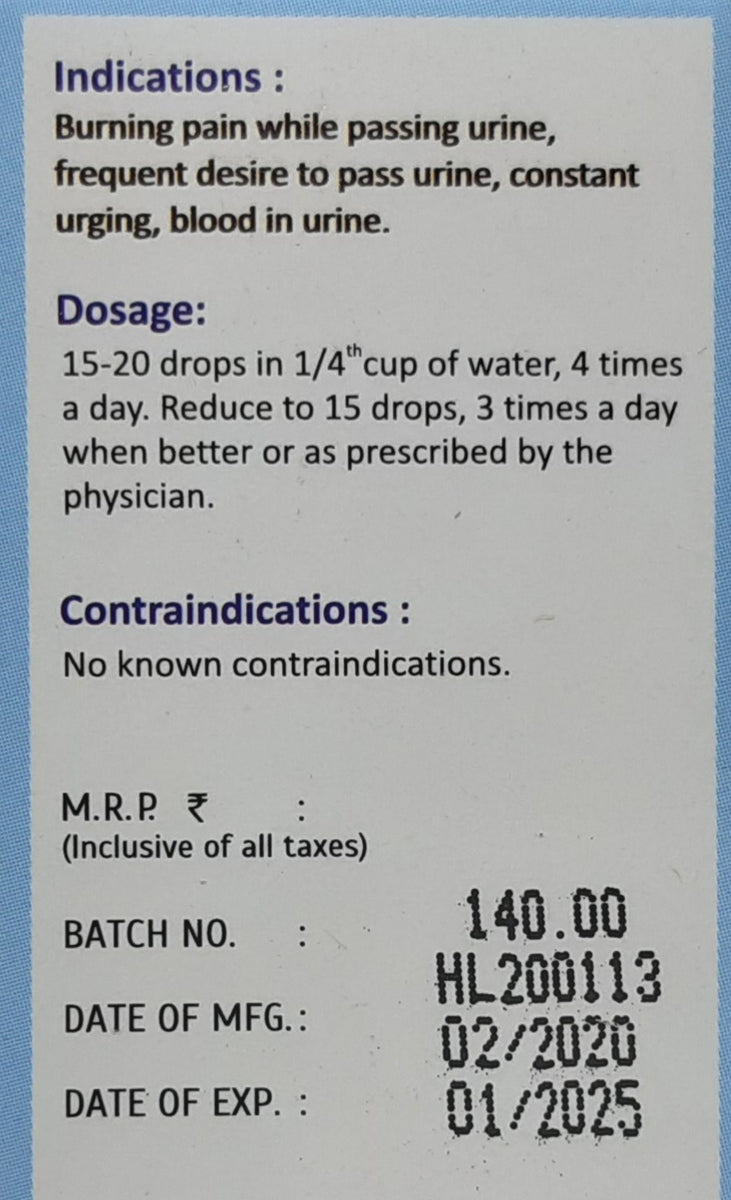 Indications :
Burning pain while passing urine,
frequent desire to pass urine, constant
urging, blood in urine.
Dosage:
15-20 drops in 1/4th cup of water, 4 times
a day. Reduce to 15 drops, 3 times a day
when better or as prescribed by the
physician.
Contraindications :
No known contraindications.
M.R.P. ₹ :
(Inclusive of all taxes)
140.00
BATCH NO. :
HL200113
DATE OF MFG. :
02/2020
DATE OF EXP. :
01/2025